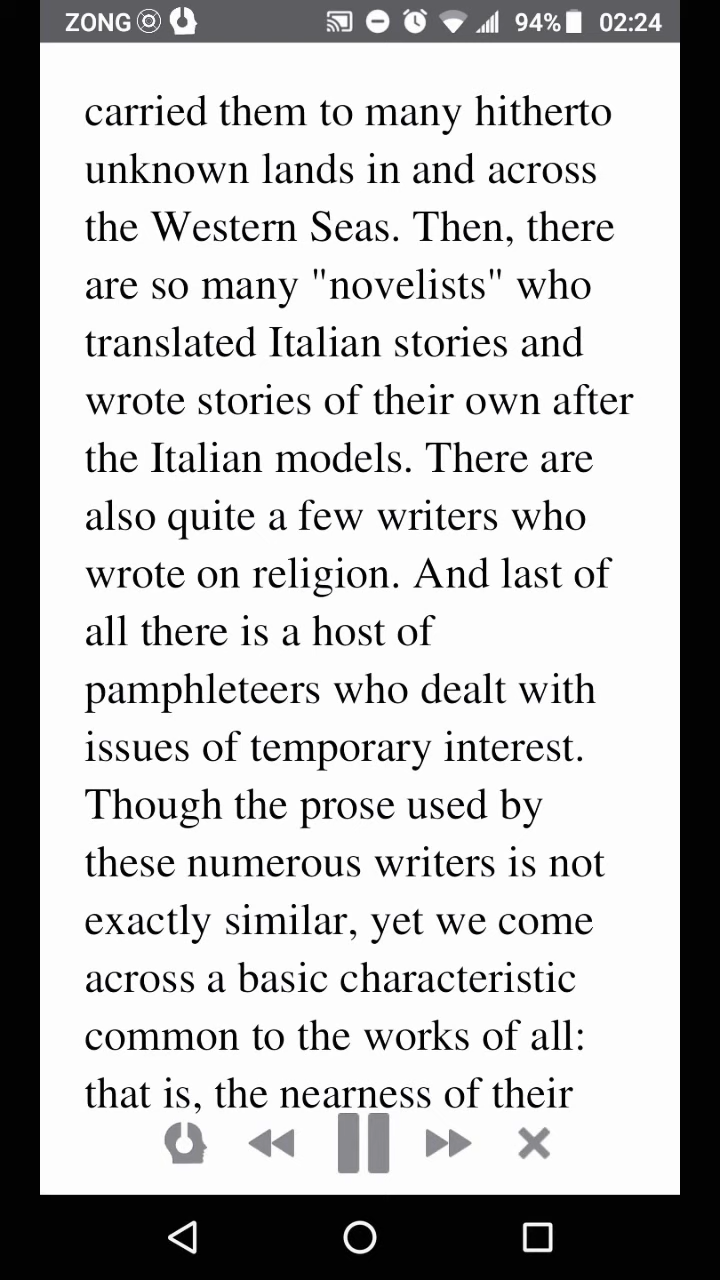 ZONG 94% 02:24
carried them to many hitherto
unknown lands in and across
the Western Seas. Then, there
are so many "novelists" who
translated Italian stories and
wrote stories of their own after
the Italian models. There are
also quite a few writers who
wrote on religion. And last of
all there is a host of
pamphleteers who dealt with
issues of temporary interest.
Though the prose used by
these numerous writers is not
exactly similar, yet we come
across a basic characteristic
common to the works of all:
that is, the nearness of their